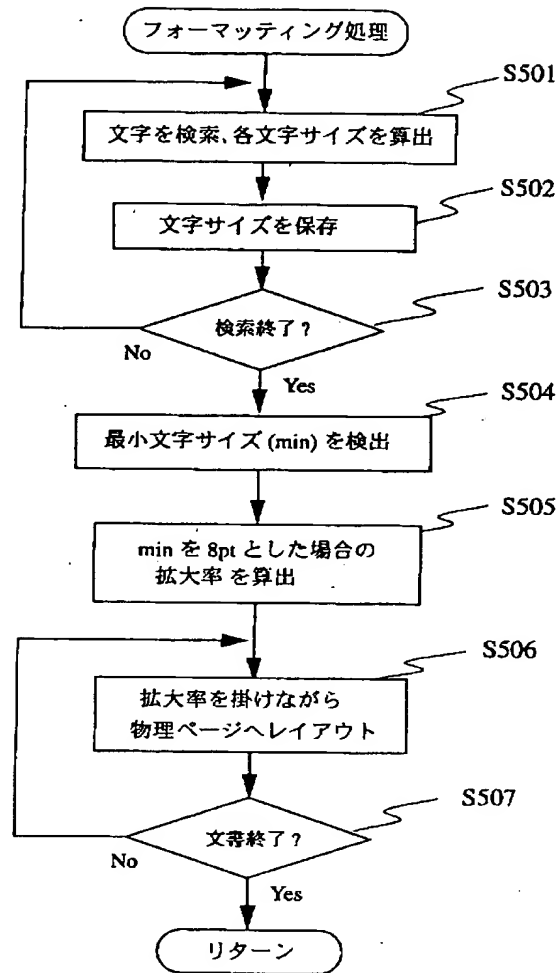 フォーマッティング処理
S501
文字を検索、各文字サイズを算出
S502
文字サイズを保存
S503
検索終了？
No
Yes
S504
最小文字サイズ (min) を検出
S505
min を 8pt とした場合の
拡大率 を算出
S506
拡大率を掛けながら
物理ページへレイアウト
S507
文書終了？
No
Yes
リターン